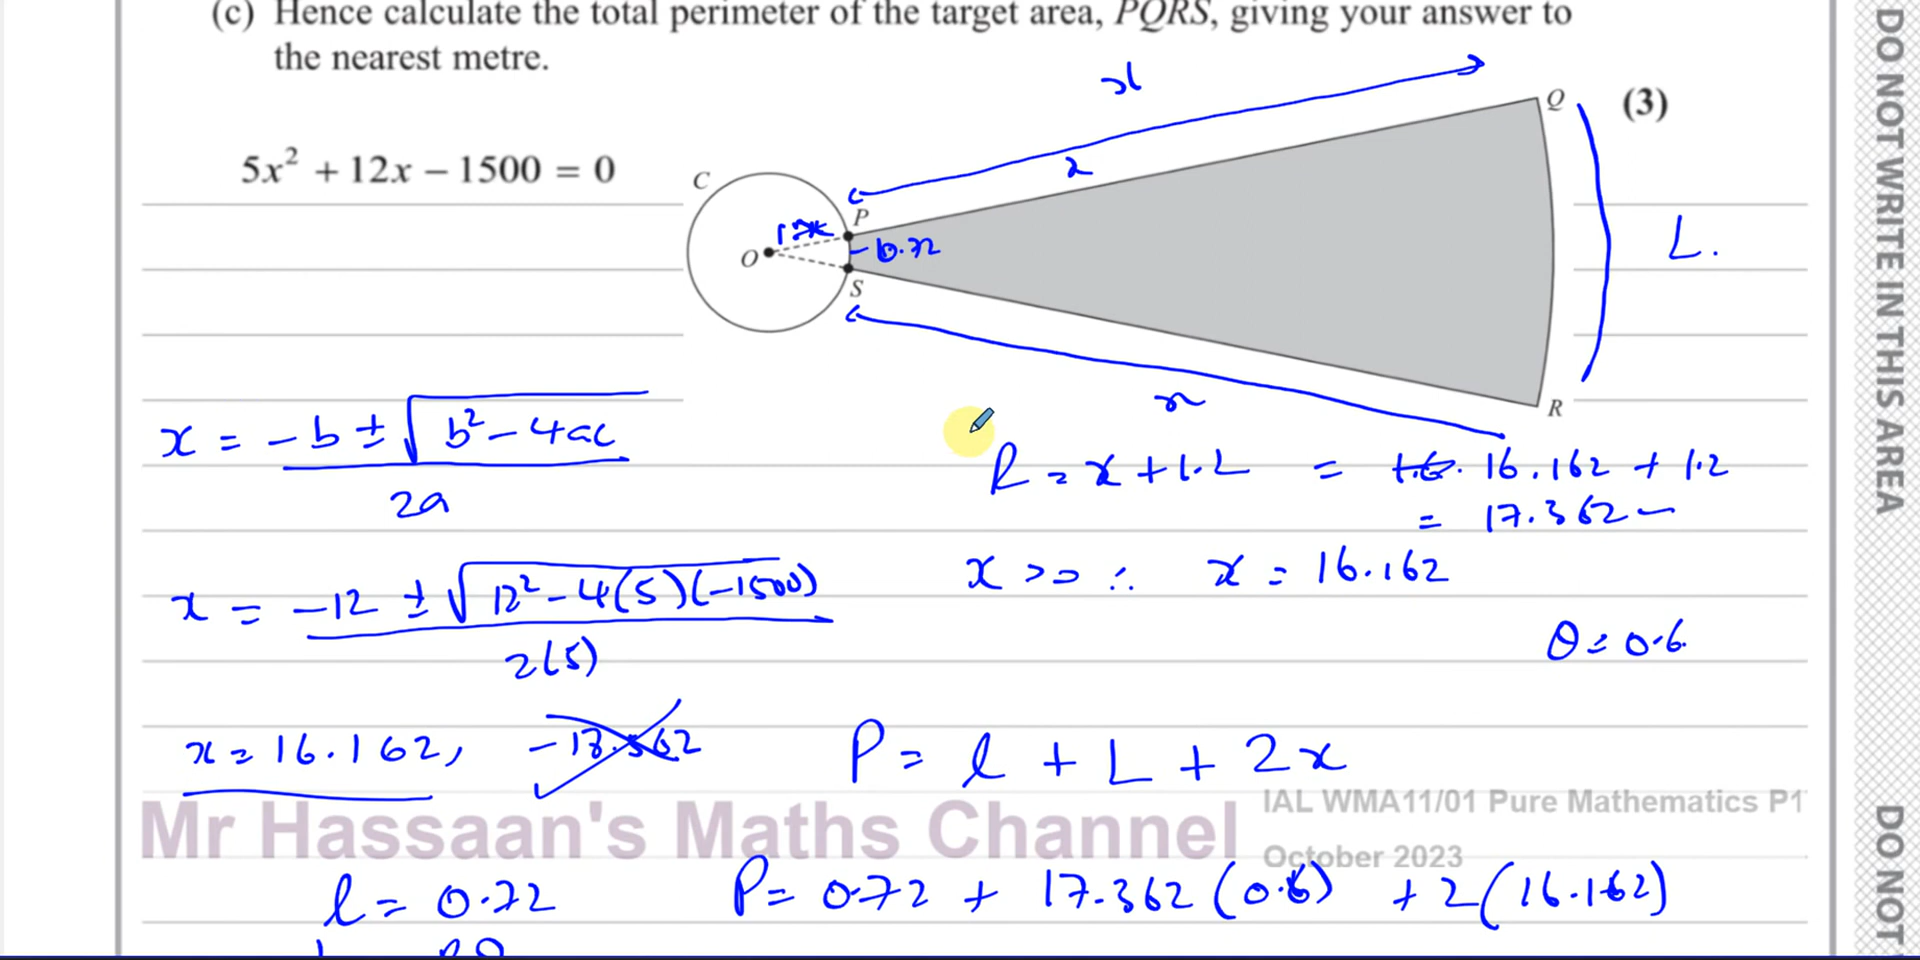 (c) Hence calculate the total perimeter of the target area, PQRS, giving your answer to
the nearest metre.
(3)
5x² + 12x − 1500 = 0
x
x
C
Q
P
O
S
R
0.72
L.
x
x = −b ± √(b² − 4ac)
2a
R = x + 1.2 = 16.162 + 1.2
= 17.362
x = −12 ± √(12² − 4(5)(−1500))
2(5)
x > 0 ∴ x = 16.162
θ = 0.6
x = 16.162,
P = l + L + 2x
Mr Hassaan's Maths Channel
IAL WMA11/01 Pure Mathematics P1
October 2023
l = 0.72
P = 0.72 + 17.362 (0.6) + 2(16.162)
DO NOT WRITE IN THIS AREA
DO NOT